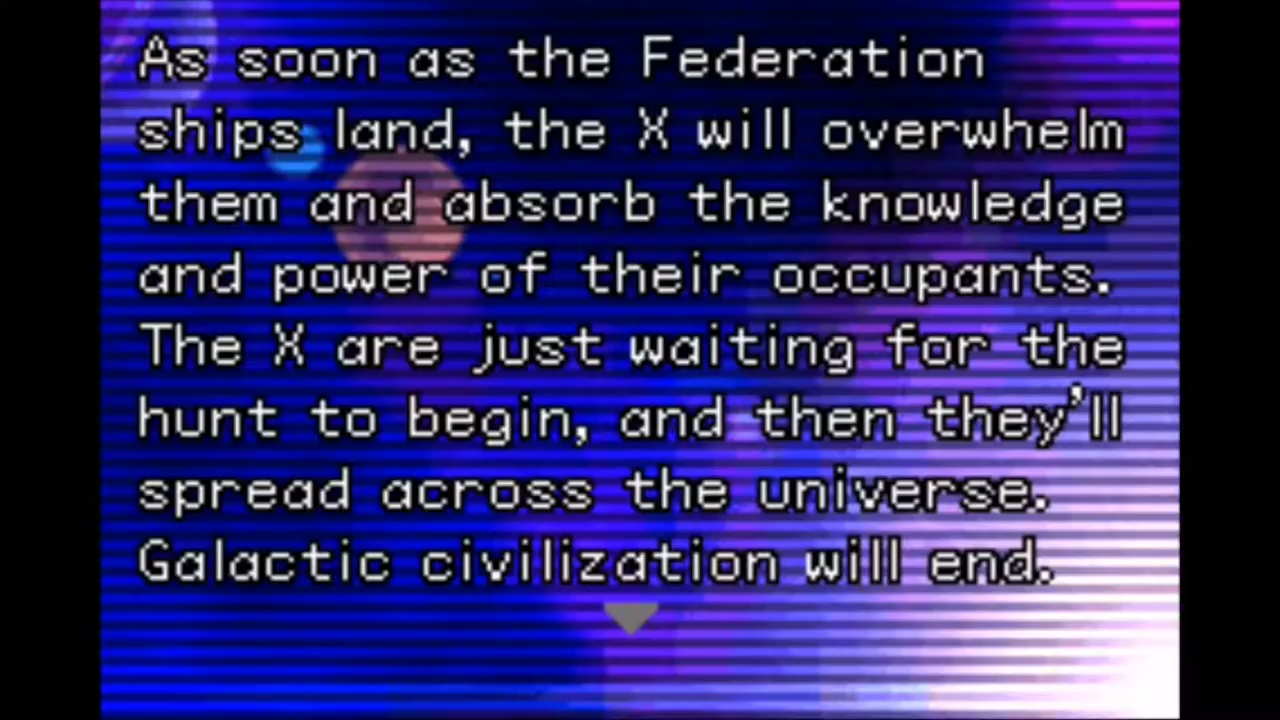 As soon as the Federation
ships land, the X will overwhelm
them and absorb the knowledge
and power of their occupants.
The X are just waiting for the
hunt to begin, and then they'll
spread across the universe.
Galactic civilization will end.